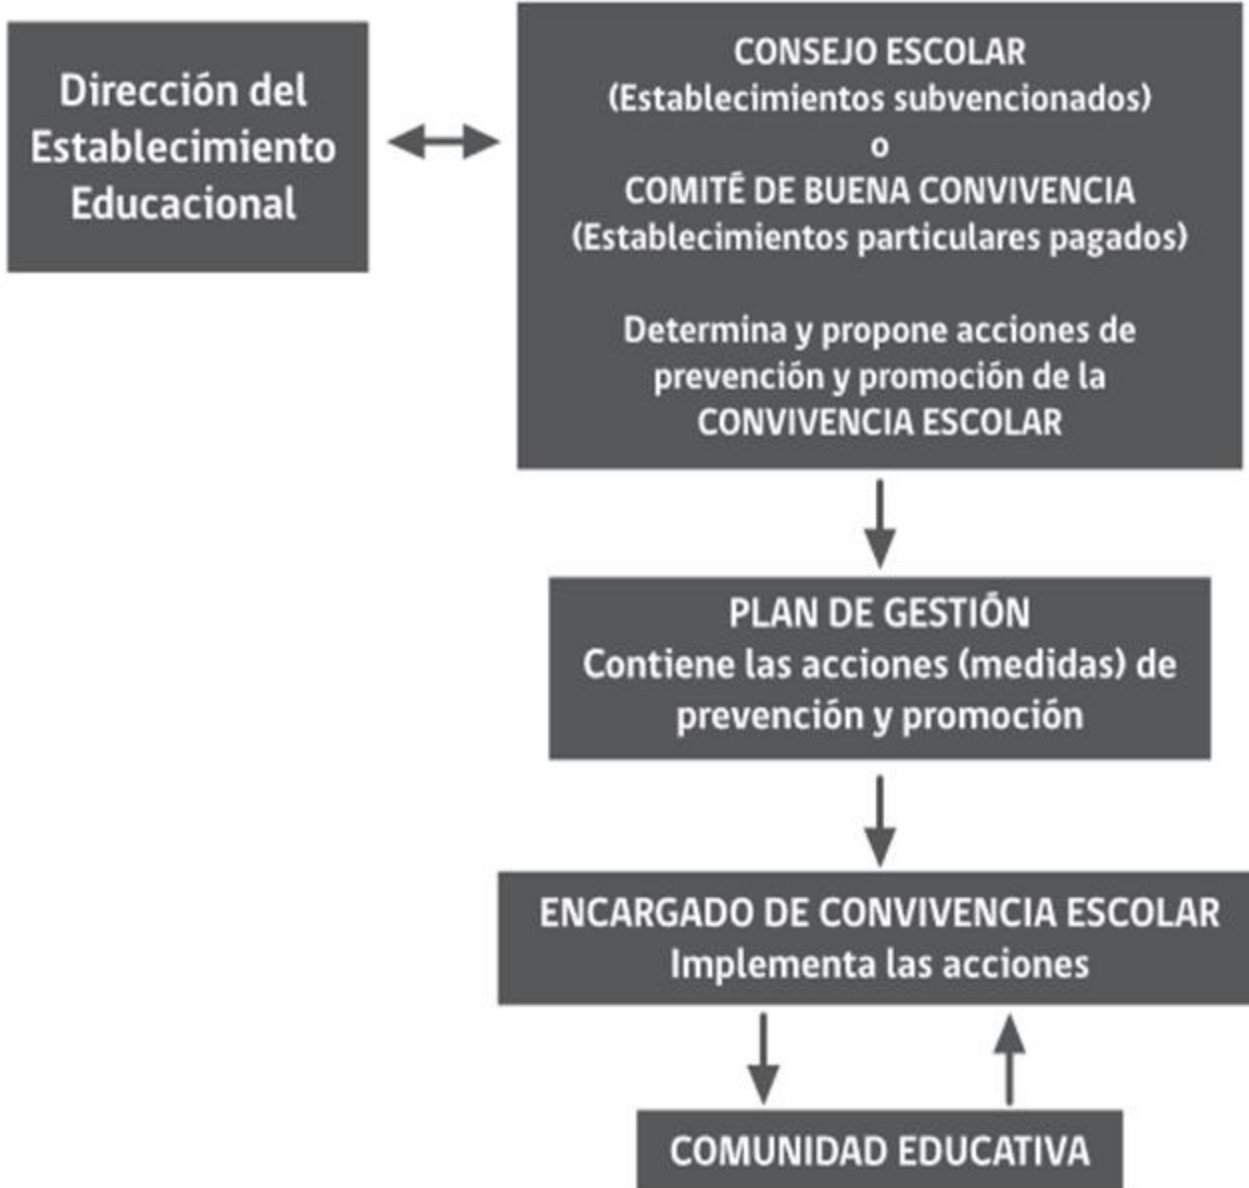 Dirección del
Establecimiento
Educacional
CONSEJO ESCOLAR
(Establecimientos subvencionados)
o
COMITÉ DE BUENA CONVIVENCIA
(Establecimientos particulares pagados)
Determina y propone acciones de
prevención y promoción de la
CONVIVENCIA ESCOLAR
PLAN DE GESTIÓN
Contiene las acciones (medidas) de
prevención y promoción
ENCARGADO DE CONVIVENCIA ESCOLAR
Implementa las acciones
COMUNIDAD EDUCATIVA